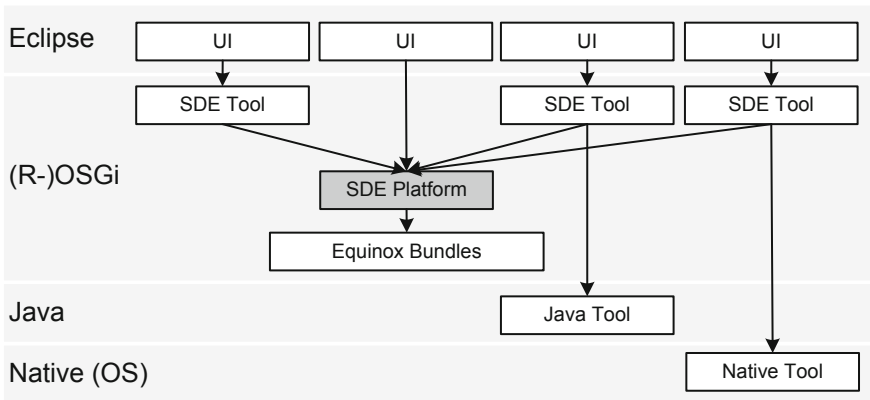 Eclipse
UI
UI
UI
UI
SDE Tool
SDE Tool
SDE Tool
(R-)OSGi
SDE Platform
Equinox Bundles
Java
Java Tool
Native (OS)
Native Tool